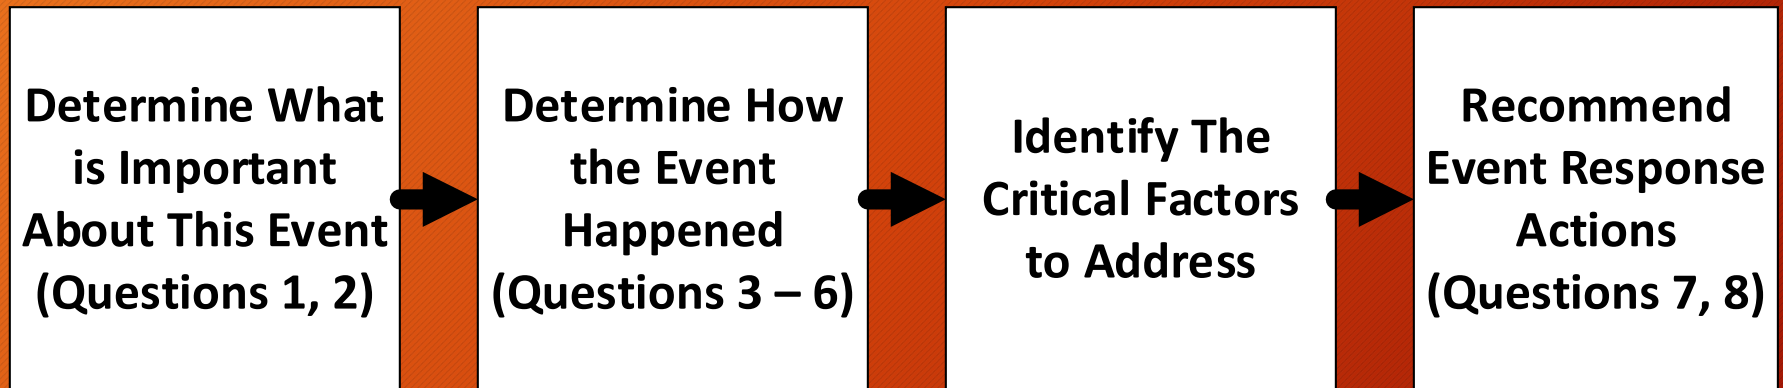 Determine What
is Important
About This Event
(Questions 1, 2)
Determine How
the Event
Happened
(Questions 3 – 6)
Identify The
Critical Factors
to Address
Recommend
Event Response
Actions
(Questions 7, 8)